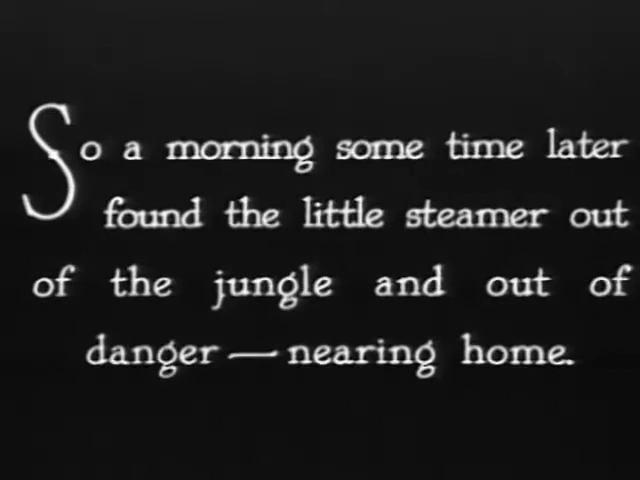 So a morning some time later
found the little steamer out
of the jungle and out of
danger — nearing home.